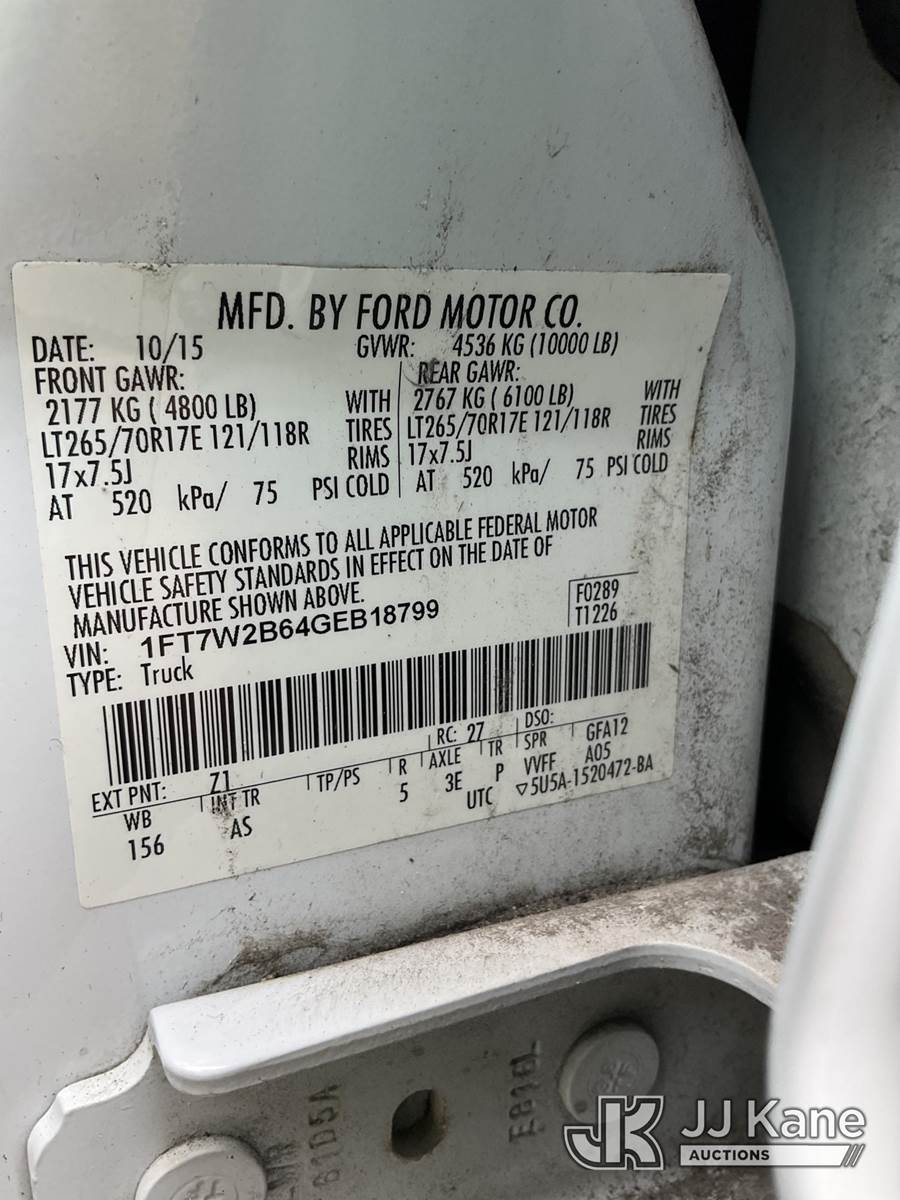 MFD. BY FORD MOTOR CO.
DATE: 10/15 GVWR: 4536 KG (10000 LB)
FRONT GAWR: REAR GAWR:
2177 KG ( 4800 LB) WITH 2767 KG ( 6100 LB) WITH
LT265/70R17E 121/118R TIRES LT265/70R17E 121/118R TIRES
17x7.5J RIMS 17x7.5J RIMS
AT 520 kPa/ 75 PSI COLD AT 520 kPa/ 75 PSI COLD
THIS VEHICLE CONFORMS TO ALL APPLICABLE FEDERAL MOTOR
VEHICLE SAFETY STANDARDS IN EFFECT ON THE DATE OF
MANUFACTURE SHOWN ABOVE.
F0289
VIN: 1FT7W2B64GEB18799 T1226
TYPE: Truck
RC: 27 DSO:
EXT PNT: Z1
WB INT TR TP/PS R AXLE TR SPR GFA12
156 AS 5 3E P VVFF A05
UTC ▽5U5A-1520472-BA
JK JJ Kane
AUCTIONS